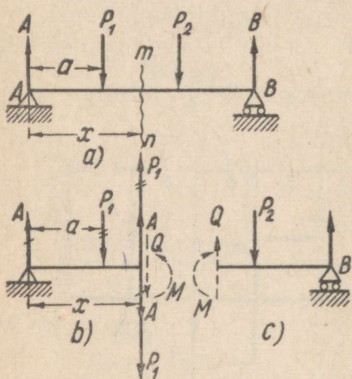 A P₁ m P₂ B
a
A B
x n
a) P₁
A P₁ A Q P₂
a Q
M M B
x A
b) c)
P₁